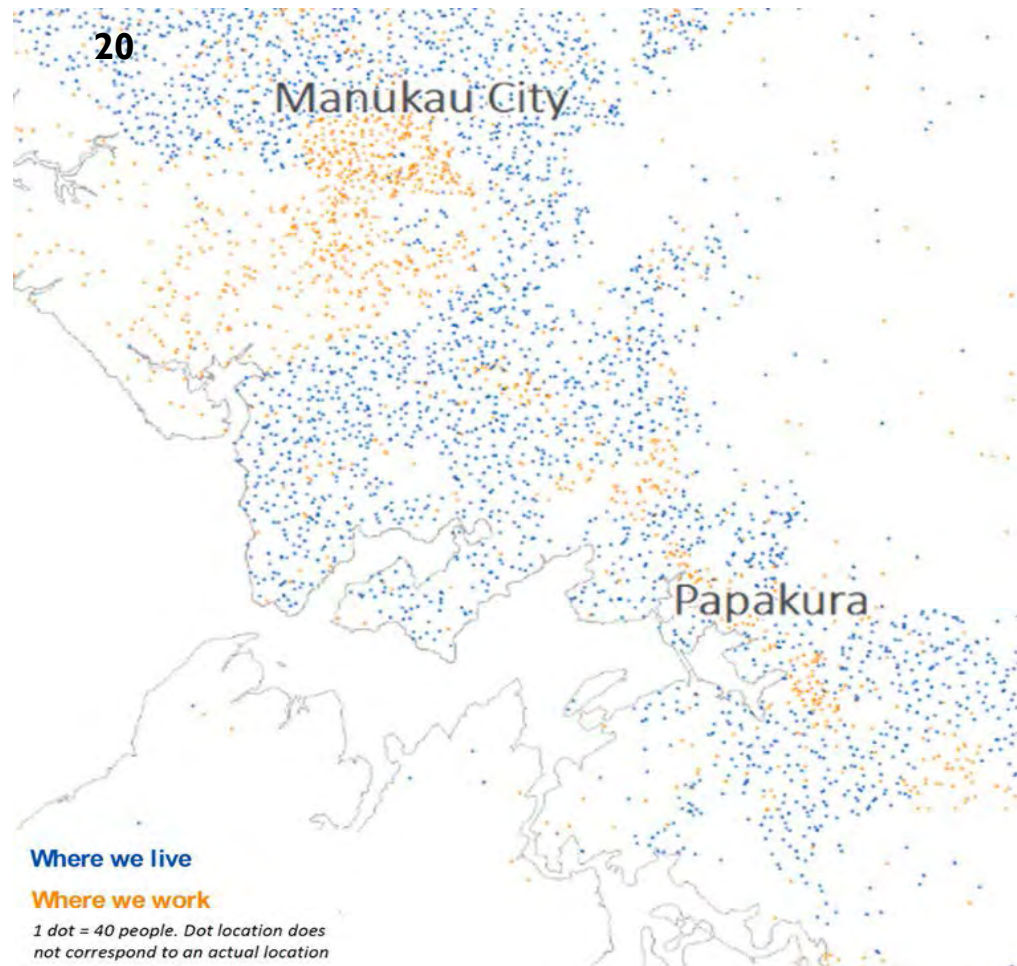 20
Manukau City
Papakura
Where we live
Where we work
1 dot = 40 people. Dot location does
not correspond to an actual location